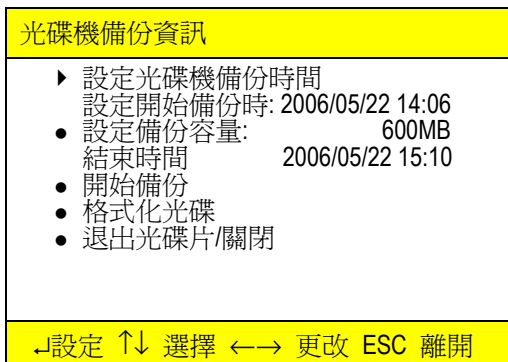 光碟機備份資訊
▶ 設定光碟機備份時間
設定開始備份時: 2006/05/22 14:06
● 設定備份容量: 600MB
結束時間 2006/05/22 15:10
● 開始備份
● 格式化光碟
● 退出光碟片/關閉
↵設定 ↑↓ 選擇 ←→ 更改 ESC 離開